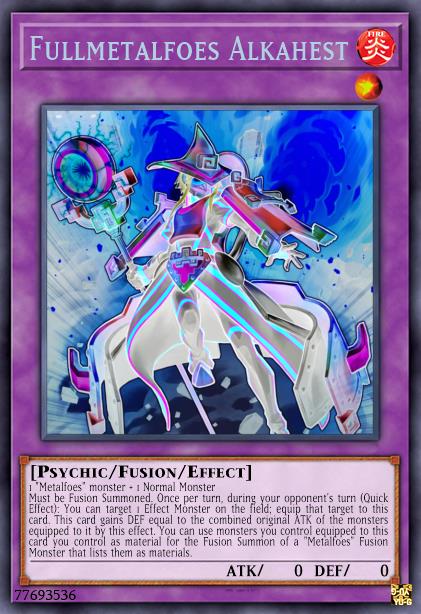 FULLMETALFOES ALKAHEST
FIRE
炎
[PSYCHIC/FUSION/EFFECT]
1 "Metalfoes" monster + 1 Normal Monster
Must be Fusion Summoned. Once per turn, during your opponent's turn (Quick
Effect): You can target 1 Effect Monster on the field; equip that target to this
card. This card gains DEF equal to the combined original ATK of the monsters
equipped to it by this effect. You can use monsters you control equipped to this
card you control as material for the Fusion Summon of a "Metalfoes" Fusion
Monster that lists them as materials.
ATK/ 0 DEF/ 0
77693536